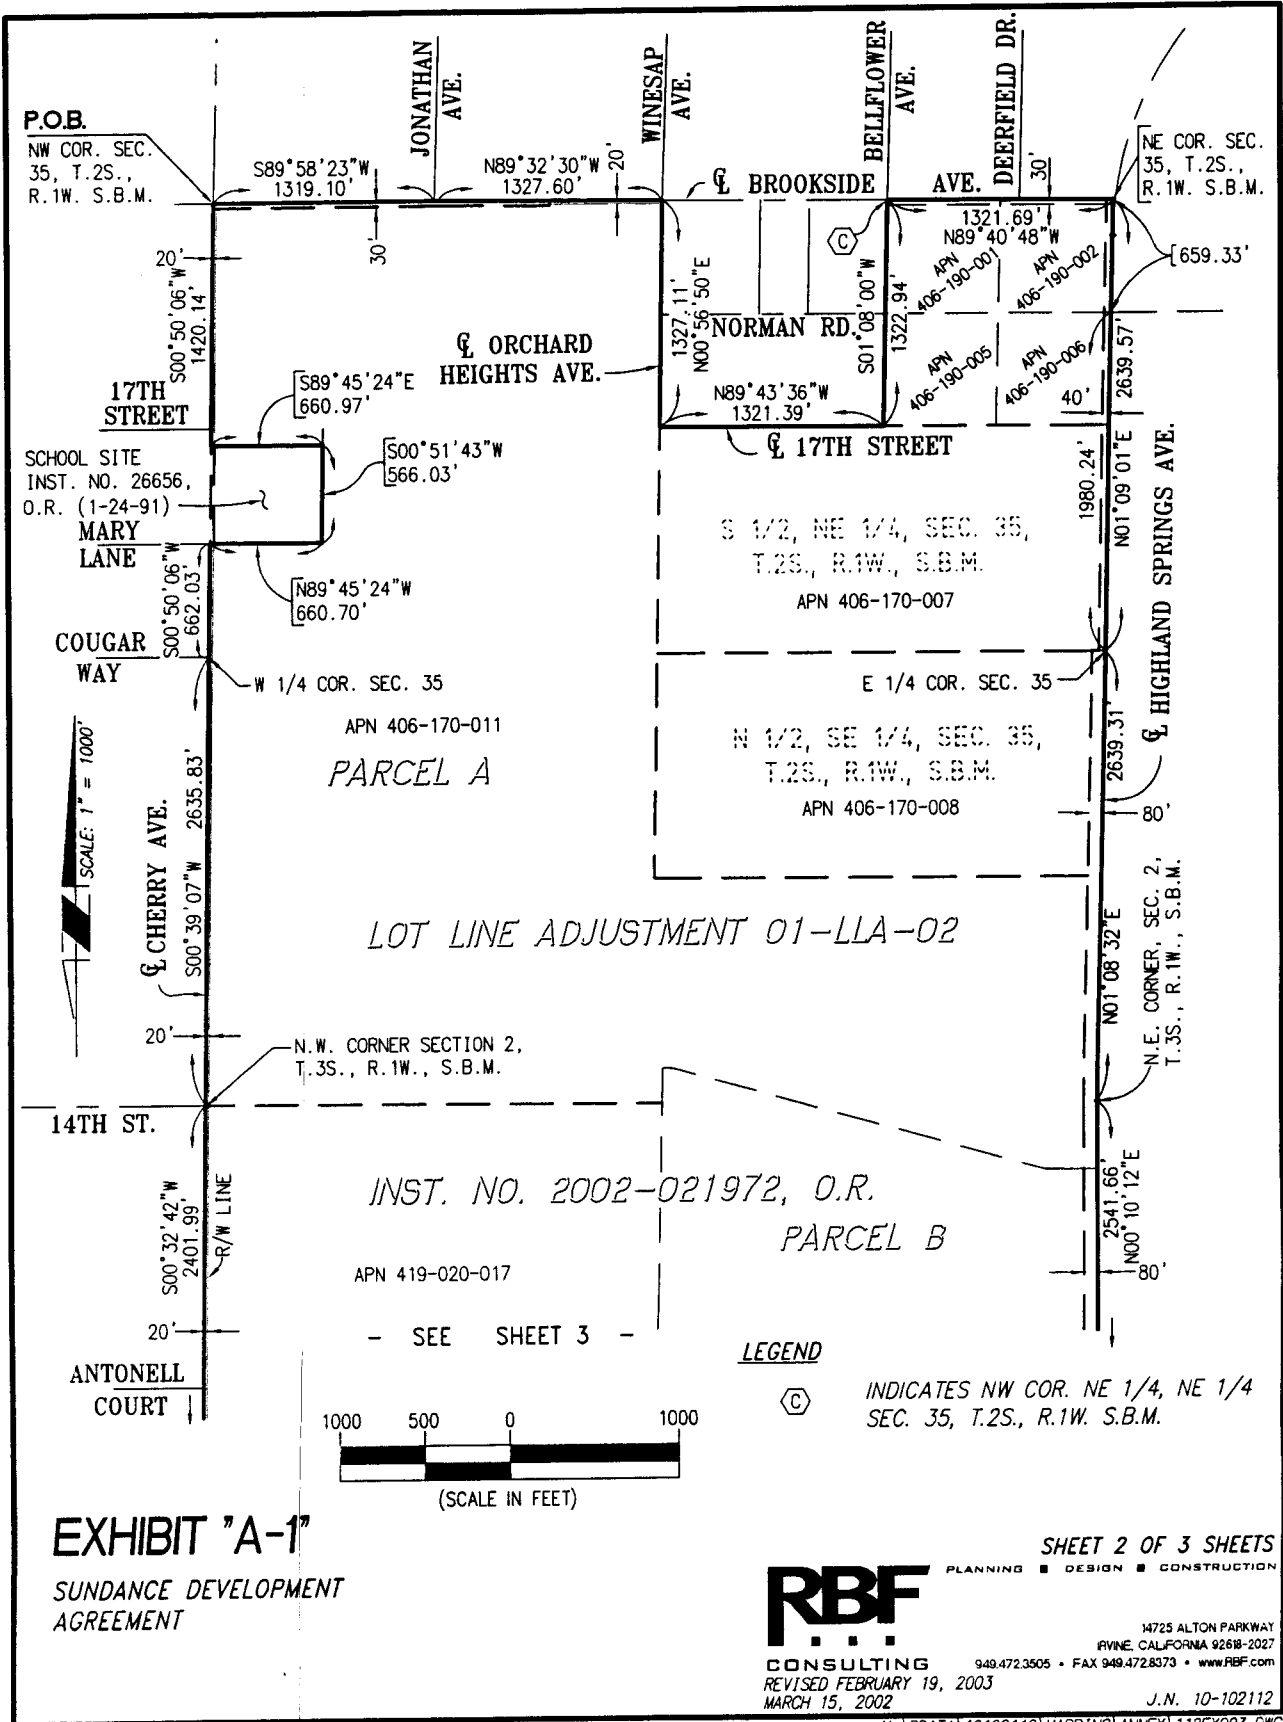 JONATHAN
AVE.
WINESAP
AVE.
BELLFLOWER
AVE.
DEERFIELD DR.
P.O.B.
NW COR. SEC.
35, T.2S.,
R.1W. S.B.M.
S89°58'23"W
1319.10'
N89°32'30"W
1327.60'
20'
℄ BROOKSIDE AVE.
30'
NE COR. SEC.
35, T.2S.,
R.1W. S.B.M.
1321.69'
N89°40'48"W
C
659.33'
20'
30'
S00°50'06"W
1420.14'
1327.11'
N00°56'50"E
S01°08'00"W
1322.94'
APN
406-190-001
APN
406-190-002
NORMAN RD.
℄ ORCHARD
HEIGHTS AVE.
APN
406-190-005
APN
406-190-006
2639.57'
N01°09'01"E
40'
17TH
STREET
S89°45'24"E
660.97'
N89°43'36"W
1321.39'
℄ 17TH STREET
S00°51'43"W
566.03'
SCHOOL SITE
INST. NO. 26656,
O.R. (1-24-91)
MARY
LANE
1980.24'
S 1/2, NE 1/4, SEC. 35,
T.2S., R.1W., S.B.M.
APN 406-170-007
N89°45'24"W
660.70'
S00°50'06"W
662.03'
COUGAR
WAY
W 1/4 COR. SEC. 35
E 1/4 COR. SEC. 35
℄ HIGHLAND SPRINGS AVE.
APN 406-170-011
PARCEL A
N 1/2, SE 1/4, SEC. 35,
T.2S., R.1W., S.B.M.
APN 406-170-008
2639.31'
N01°08'32"E
80'
SCALE: 1" = 1000'
℄ CHERRY AVE.
S00°39'07"W 2635.83'
LOT LINE ADJUSTMENT 01-LLA-02
N.E. CORNER, SEC. 2,
T.3S., R.1W., S.B.M.
20'
N.W. CORNER SECTION 2,
T.3S., R.1W., S.B.M.
14TH ST.
S00°32'42"W
2401.99'
R/W LINE
INST. NO. 2002-021972, O.R.
PARCEL B
2541.66'
N00°10'12"E
APN 419-020-017
80'
20'
- SEE SHEET 3 -
ANTONELL
COURT
LEGEND
C
INDICATES NW COR. NE 1/4, NE 1/4
SEC. 35, T.2S., R.1W. S.B.M.
1000 500 0 1000
(SCALE IN FEET)
EXHIBIT "A-1"
SUNDANCE DEVELOPMENT
AGREEMENT
SHEET 2 OF 3 SHEETS
RBF
PLANNING ■ DESIGN ■ CONSTRUCTION
CONSULTING
14725 ALTON PARKWAY
IRVINE, CALIFORNIA 92618-2027
949.472.3505 • FAX 949.472.8373 • www.RBF.com
REVISED FEBRUARY 19, 2003
MARCH 15, 2002
J.N. 10-102112